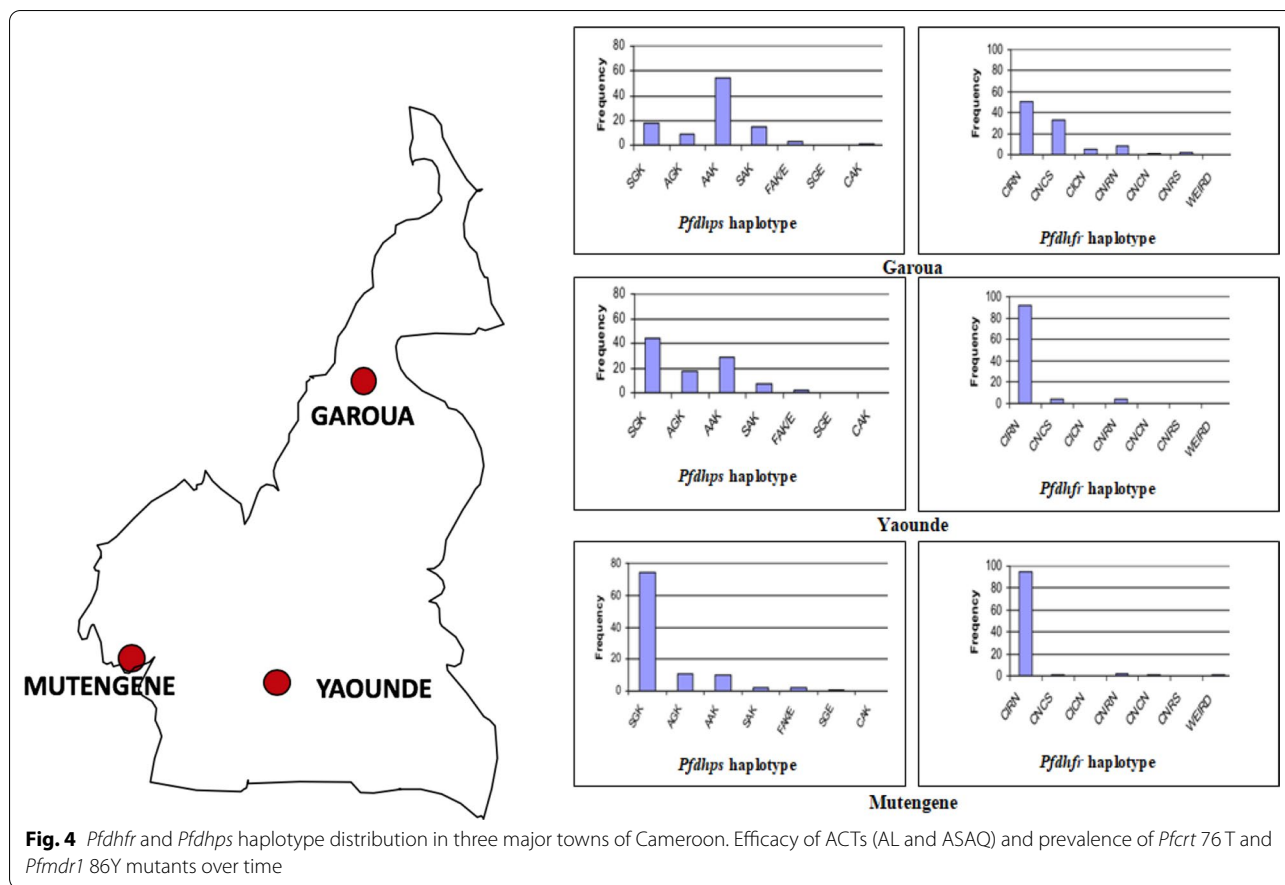 GAROUA
MUTENGENE
YAOUNDE
Frequency
80
60
40
20
0
SGK
AGK
AAK
SAK
FAK/E
SGE
CAK
Pfdhps haplotype
Frequency
100
80
60
40
20
0
CIRN
CNCS
CICN
CNRN
CNCN
CNRS
WEIRD
Pfdhfr haplotype
Garoua
Frequency
80
60
40
20
0
SGK
AGK
AAK
SAK
FAK/E
SGE
CAK
Pfdhps haplotype
Frequency
100
80
60
40
20
0
CIRN
CNCS
CICN
CNRN
CNCN
CNRS
WEIRD
Pfdhfr haplotype
Yaounde
Frequency
80
60
40
20
0
SGK
AGK
AAK
SAK
FAK/E
SGE
CAK
Pfdhps haplotype
Frequency
100
80
60
40
20
0
CIRN
CNCS
CICN
CNRN
CNCN
CNRS
WEIRD
Pfdhfr haplotype
Mutengene
Fig. 4 Pfdhfr and Pfdhps haplotype distribution in three major towns of Cameroon. Efficacy of ACTs (AL and ASAQ) and prevalence of Pfcrt 76 T and
Pfmdr1 86Y mutants over time